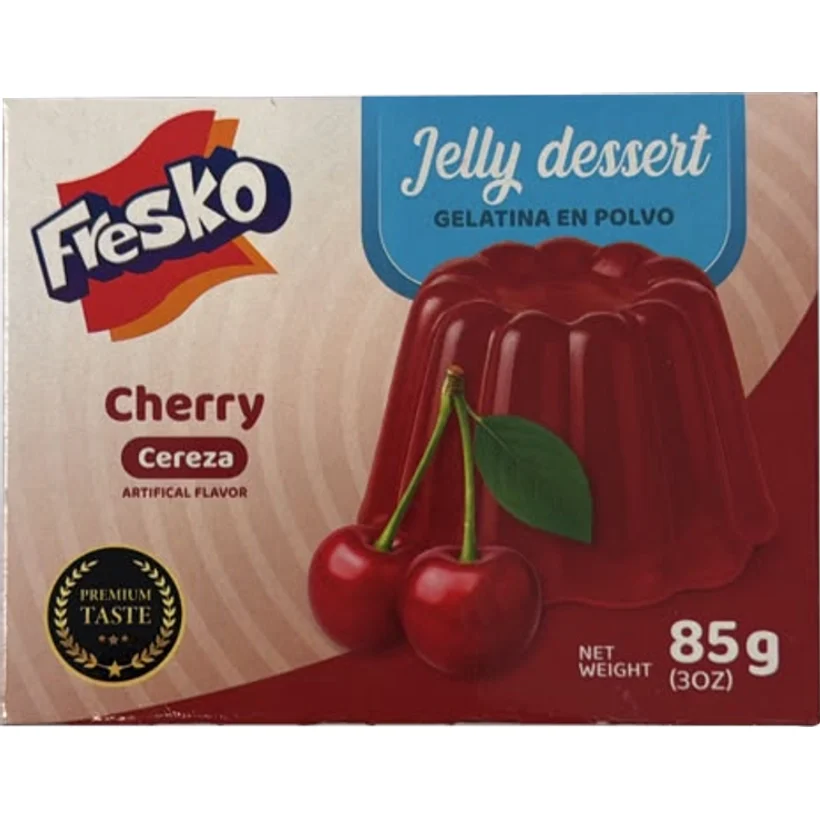 Fresko
Jelly dessert
GELATINA EN POLVO
Cherry
Cereza
ARTIFICAL FLAVOR
PREMIUM
TASTE
NET
WEIGHT
85g
(3OZ)